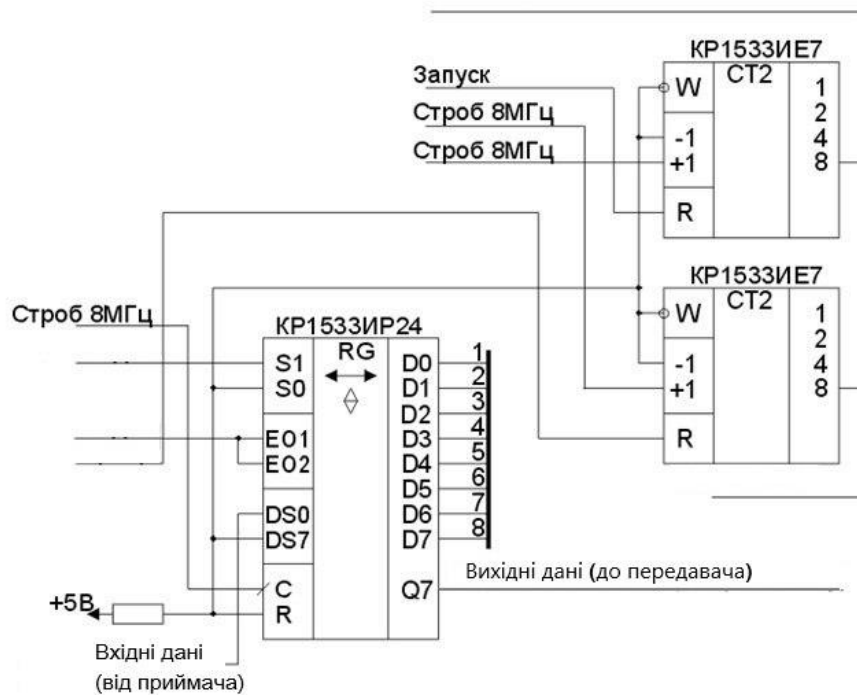 КР1533ИЕ7
Запуск
W
СТ2
1
2
Строб 8МГц
-1
4
Строб 8МГц
+1
8
R
КР1533ИЕ7
W
СТ2
1
2
-1
4
+1
8
R
Строб 8МГц
КР1533ИР24
S1
RG
D0
1
S0
D1
2
D2
3
EO1
D3
4
EO2
D4
5
D5
6
DS0
D6
7
DS7
D7
8
C
Q7
Вихідні дані (до передавача)
+5В
R
Вхідні дані
(від приймача)